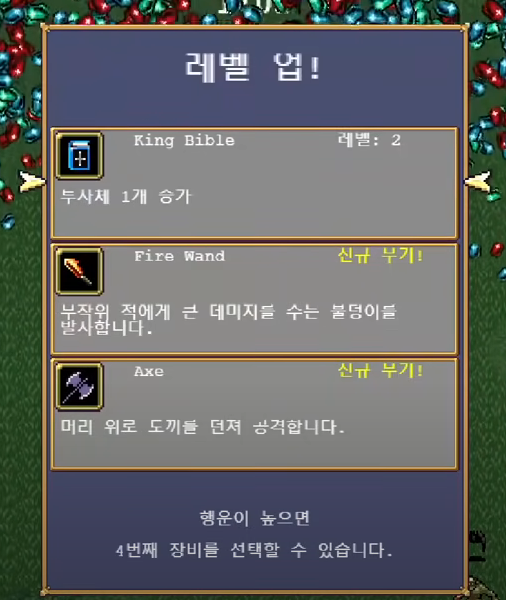 레벨 업!
King Bible 레벨: 2
투사체 1개 증가
Fire Wand 신규 무기!
무작위 적에게 큰 데미지를 주는 불덩이를
발사합니다.
Axe 신규 무기!
머리 위로 도끼를 던져 공격합니다.
행운이 높으면
4번째 장비를 선택할 수 있습니다.